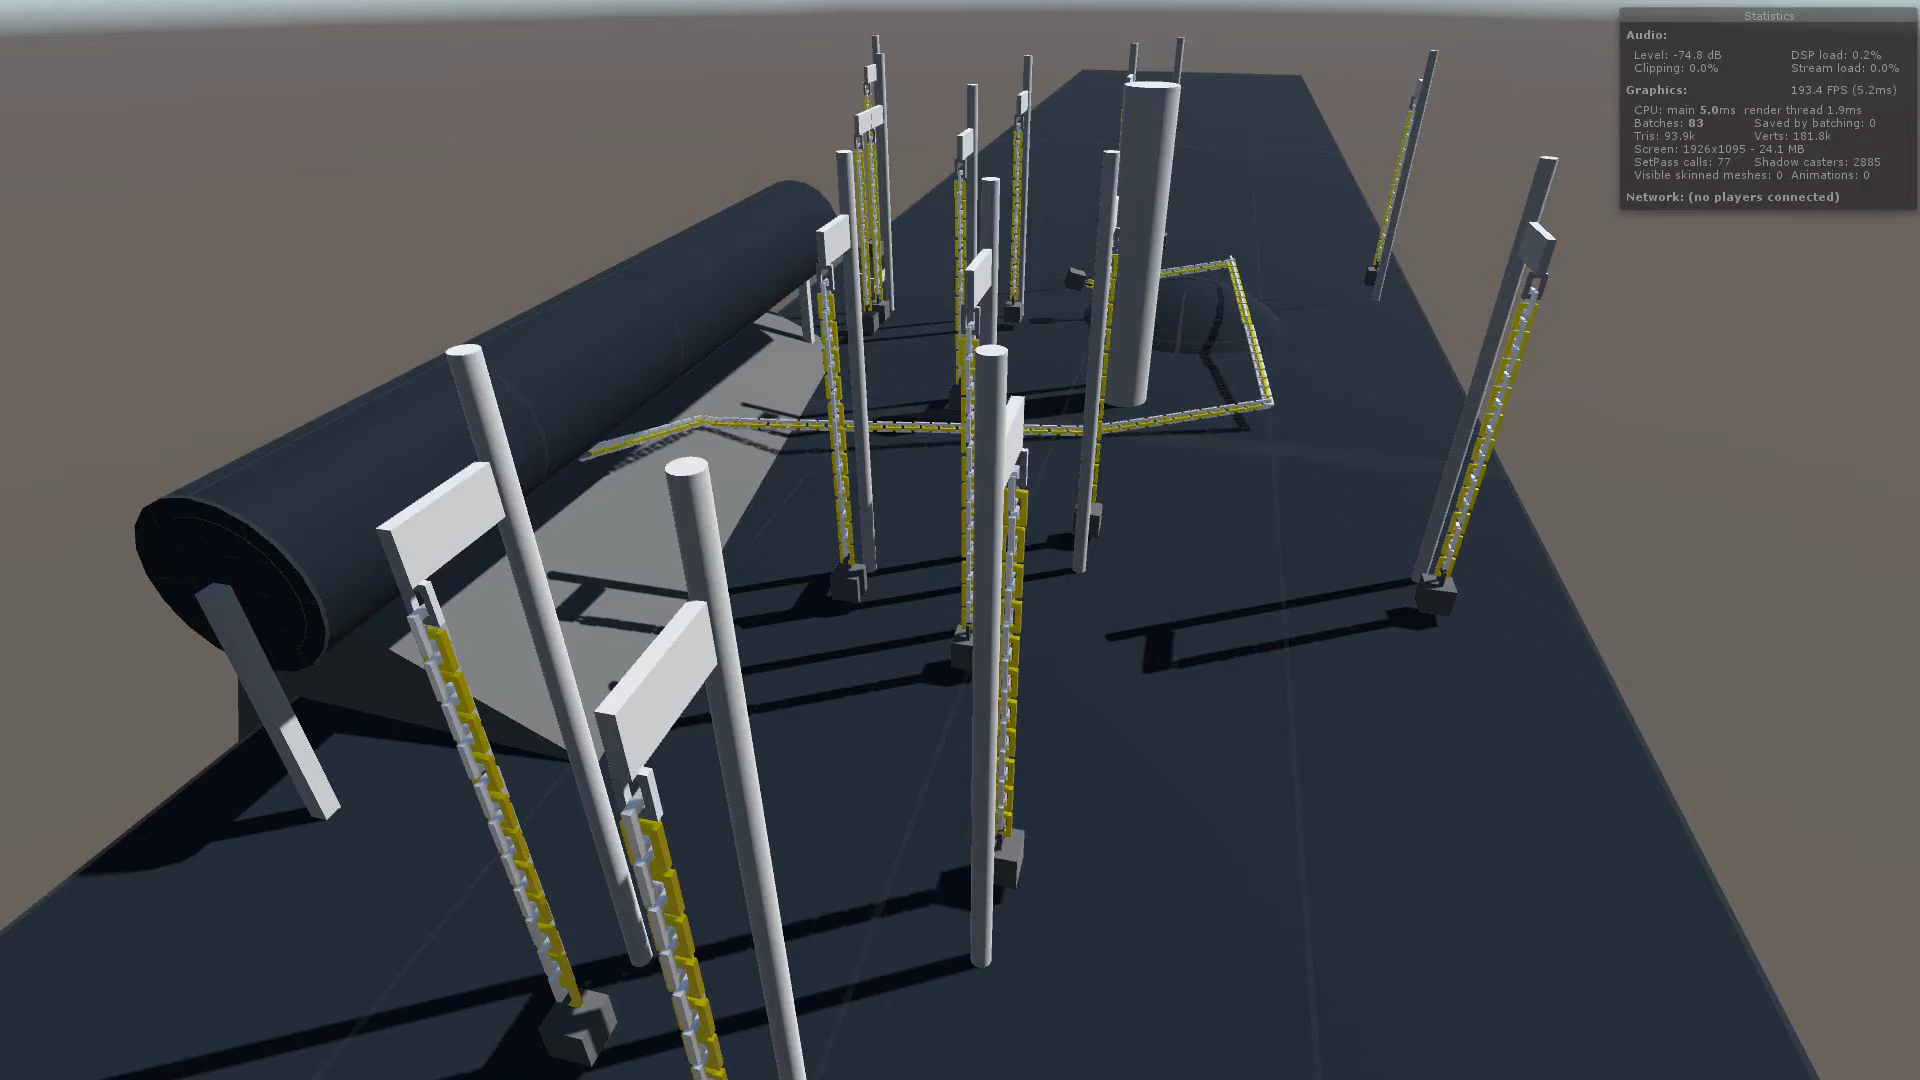 Statistics
Audio:
Level: -74.8 dB DSP load: 0.2%
Clipping: 0.0% Stream load: 0.0%
Graphics: 193.4 FPS (5.2ms)
CPU: main 5.0ms render thread 1.9ms
Batches: 83 Saved by batching: 0
Tris: 93.9k Verts: 181.8k
Screen: 1926x1095 - 24.1 MB
SetPass calls: 77 Shadow casters: 2885
Visible skinned meshes: 0 Animations: 0
Network: (no players connected)